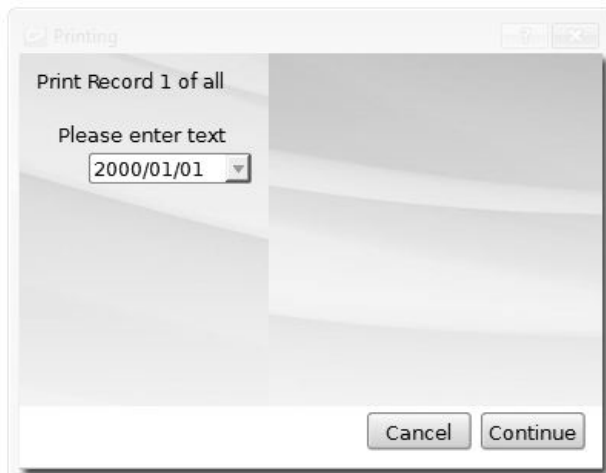 Printing
Print Record 1 of all
Please enter text
2000/01/01
Cancel Continue